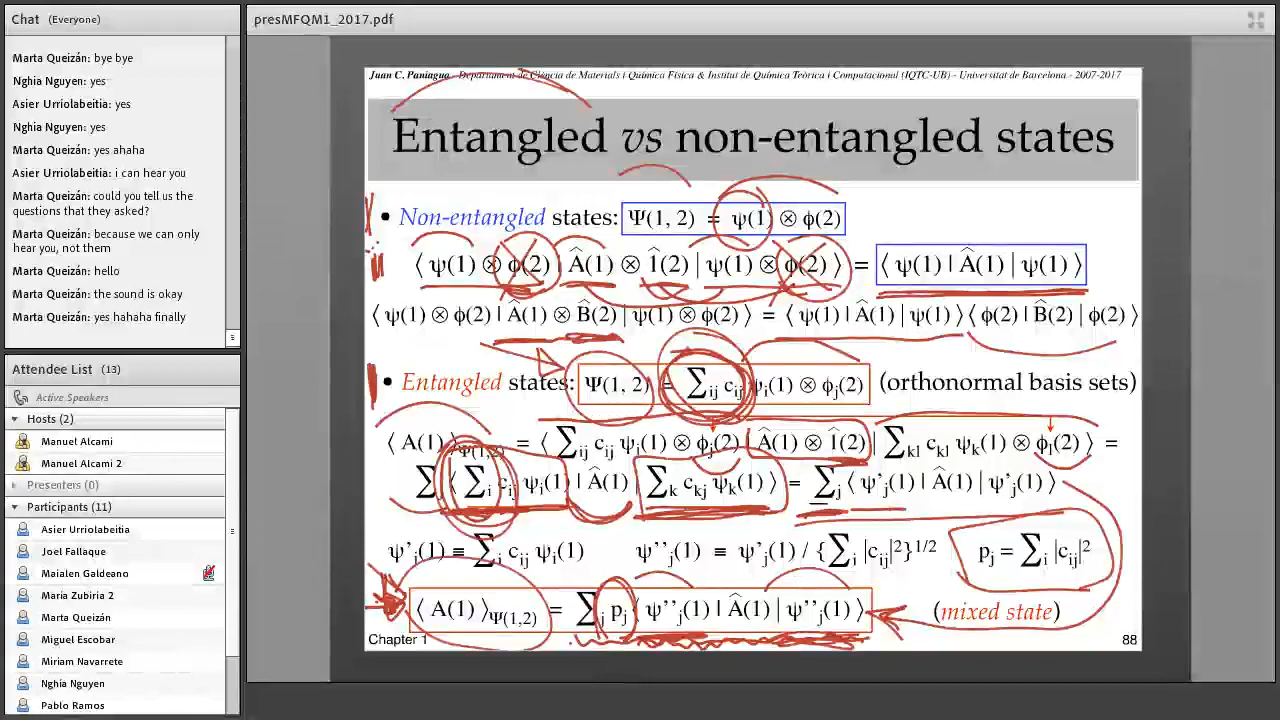 Chat (Everyone)
Marta Queizán: bye bye
Nghia Nguyen: yes
Asier Urriolabeitia: yes
Nghia Nguyen: yes
Marta Queizán: yes ahaha
Asier Urriolabeitia: i can hear you
Marta Queizán: could you tell us the
questions that they asked?
Marta Queizán: because we can only
hear you, not them
Marta Queizán: hello
Marta Queizán: the sound is okay
Marta Queizán: yes hahaha finally
Attendee List (13)
Active Speakers
Hosts (2)
Manuel Alcami
Manuel Alcami 2
Presenters (0)
Participants (11)
Asier Urriolabeitia
Joel Fallaque
Maialen Galdeano
Maria Zubiria 2
Marta Queizán
Miguel Escobar
Miriam Navarrete
Nghia Nguyen
Pablo Ramos
presMFQM1_2017.pdf
Juan C. Paniagua - Departament de Ciència de Materials i Química Física & Institut de Química Teòrica i Computacional (IQTC-UB) - Universitat de Barcelona - 2007-2017
Entangled vs non-entangled states
• Non-entangled states: Ψ(1, 2) = ψ(1) ⊗ ϕ(2)
⟨ ψ(1) ⊗ ϕ(2) | Â(1) ⊗ 1̂(2) | ψ(1) ⊗ ϕ(2) ⟩ = ⟨ ψ(1) | Â(1) | ψ(1) ⟩
⟨ ψ(1) ⊗ ϕ(2) | Â(1) ⊗ B̂(2) | ψ(1) ⊗ ϕ(2) ⟩ = ⟨ ψ(1) | Â(1) | ψ(1) ⟩ ⟨ ϕ(2) | B̂(2) | ϕ(2) ⟩
• Entangled states: Ψ(1, 2) = ∑ij cij ψi(1) ⊗ ϕj(2) (orthonormal basis sets)
⟨ A(1) ⟩Ψ(1,2) = ⟨ ∑ij cij ψi(1) ⊗ ϕj(2) | Â(1) ⊗ 1̂(2) | ∑kl ckl ψk(1) ⊗ ϕl(2) ⟩ =
∑j ⟨ ∑i cij ψi(1) | Â(1) | ∑k ckj ψk(1) ⟩ = ∑j ⟨ ψ'j(1) | Â(1) | ψ'j(1) ⟩
ψ'j(1) ≡ ∑i cij ψi(1) ψ''j(1) ≡ ψ'j(1) / {∑i |cij|²}1/2 pj = ∑i |cij|²
⟨ A(1) ⟩Ψ(1,2) = ∑j pj ⟨ ψ''j(1) | Â(1) | ψ''j(1) ⟩ (mixed state)
Chapter 1 88